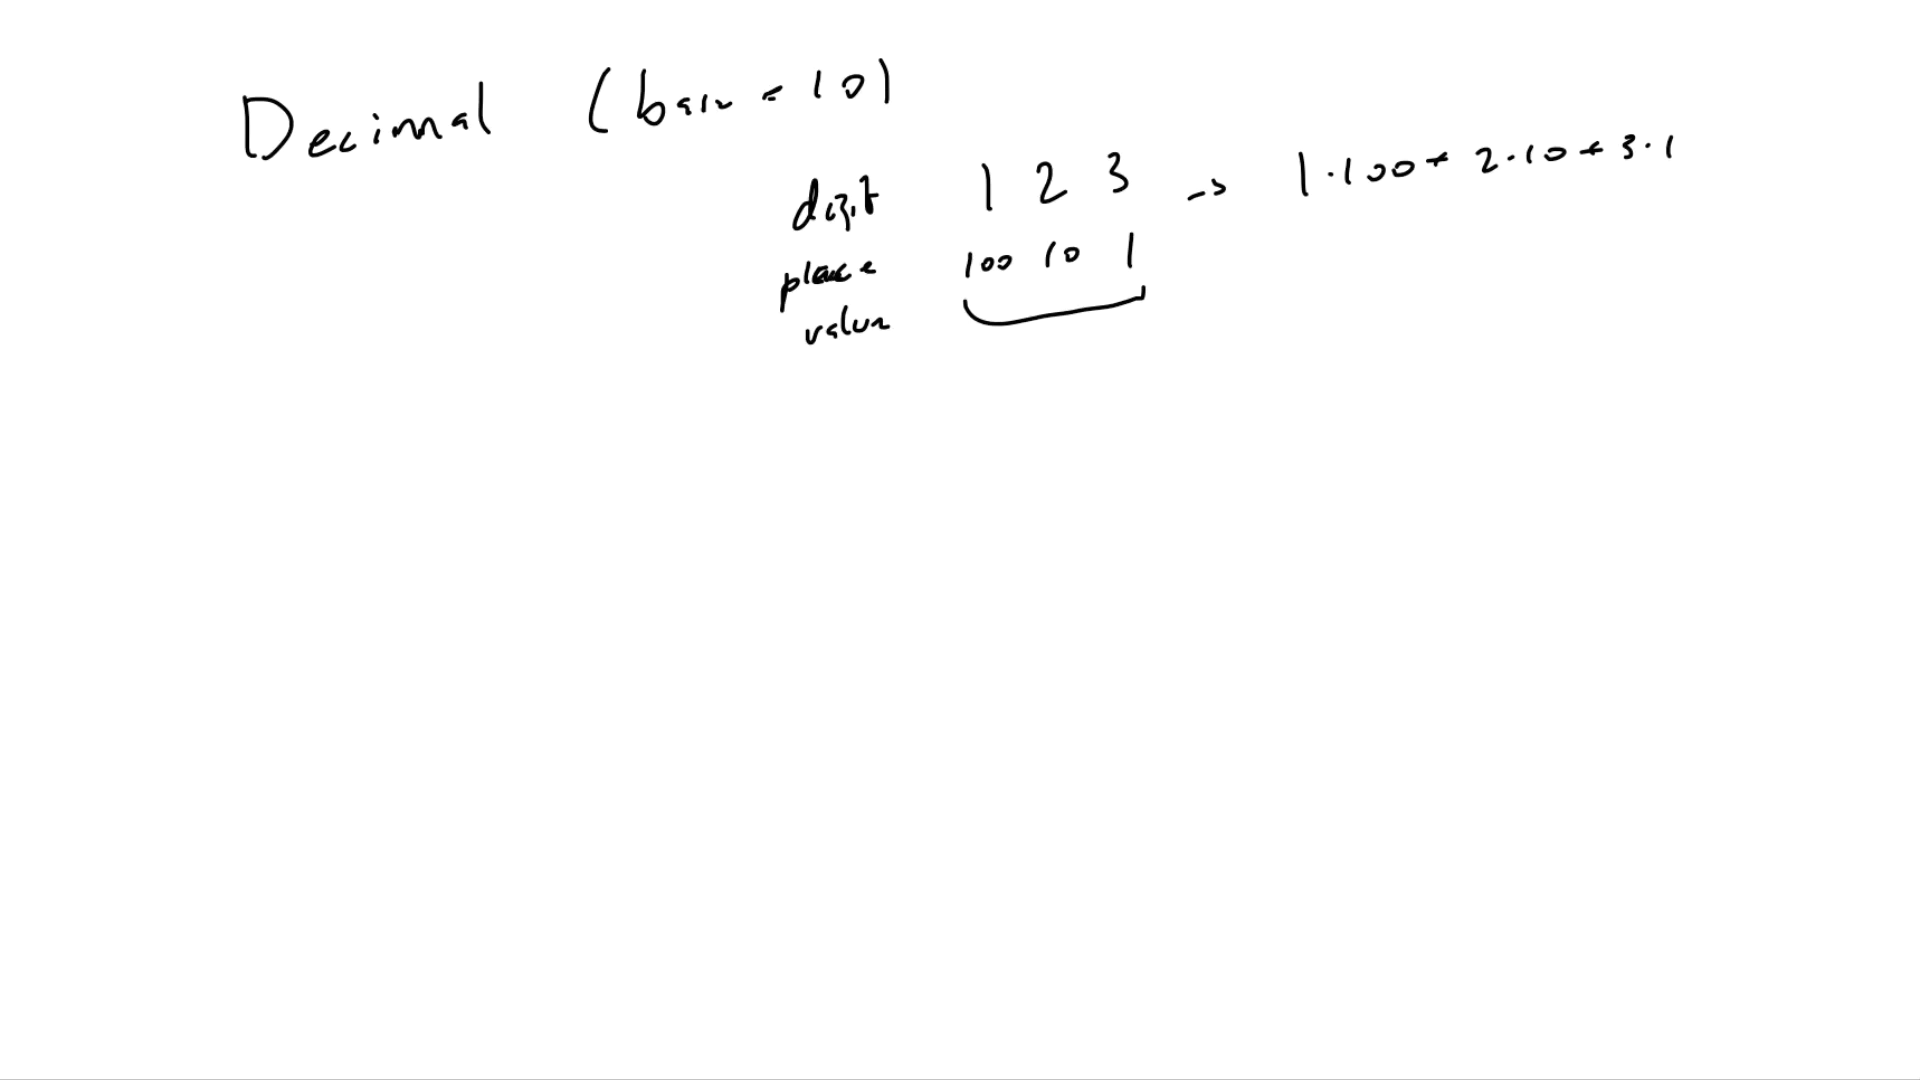 Decimal (base = 10)
digit 1 2 3 -> 1·100 + 2·10 + 3·1
place 100 10 1
value